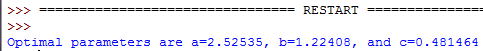 >>> ================================ RESTART ================
>>>
Optimal parameters are a=2.52535, b=1.22408, and c=0.481464